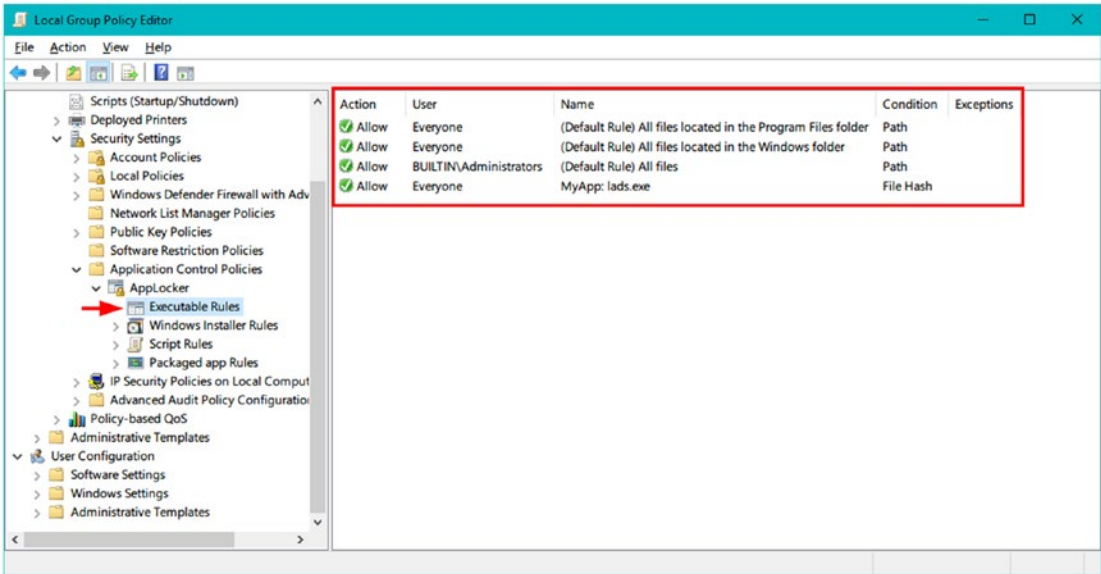 Local Group Policy Editor
File Action View Help
Scripts (Startup/Shutdown)
Deployed Printers
Security Settings
Account Policies
Local Policies
Windows Defender Firewall with Adv
Network List Manager Policies
Public Key Policies
Software Restriction Policies
Application Control Policies
AppLocker
Executable Rules
Windows Installer Rules
Script Rules
Packaged app Rules
IP Security Policies on Local Comput
Advanced Audit Policy Configuratio
Policy-based QoS
Administrative Templates
User Configuration
Software Settings
Windows Settings
Administrative Templates
Action User Name Condition Exceptions
Allow Everyone (Default Rule) All files located in the Program Files folder Path
Allow Everyone (Default Rule) All files located in the Windows folder Path
Allow BUILTIN\Administrators (Default Rule) All files Path
Allow Everyone MyApp: lads.exe File Hash